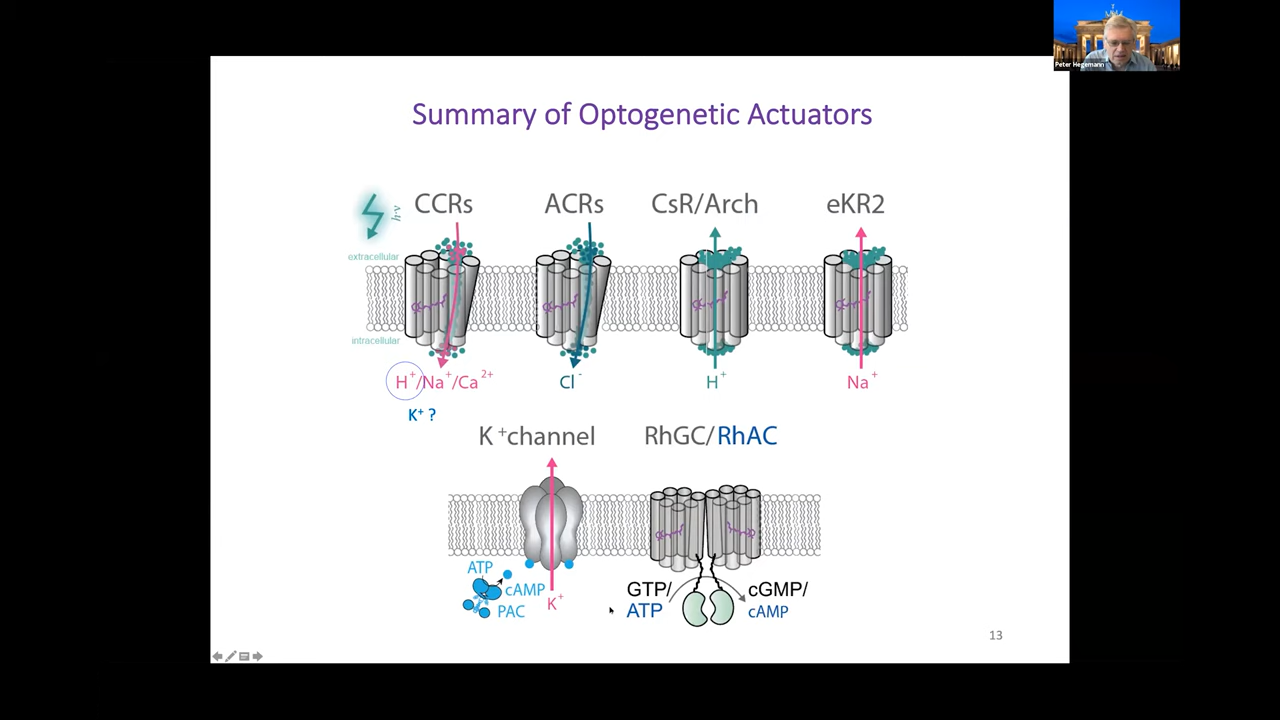 Peter Hegemann
Summary of Optogenetic Actuators
CCRs ACRs CsR/Arch eKR2
h·ν
extracellular
intracellular
H⁺/Na⁺/Ca²⁺ Cl⁻ H⁺ Na⁺
K⁺ ?
K⁺channel RhGC/RhAC
ATP
cAMP
PAC
K⁺
GTP/ cGMP/
ATP cAMP
13